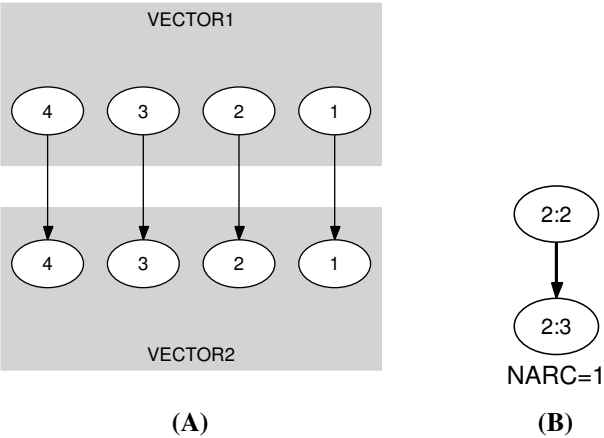 VECTOR1
4 3 2 1
4 3 2 1
VECTOR2
2:2
2:3
NARC=1
(A) (B)